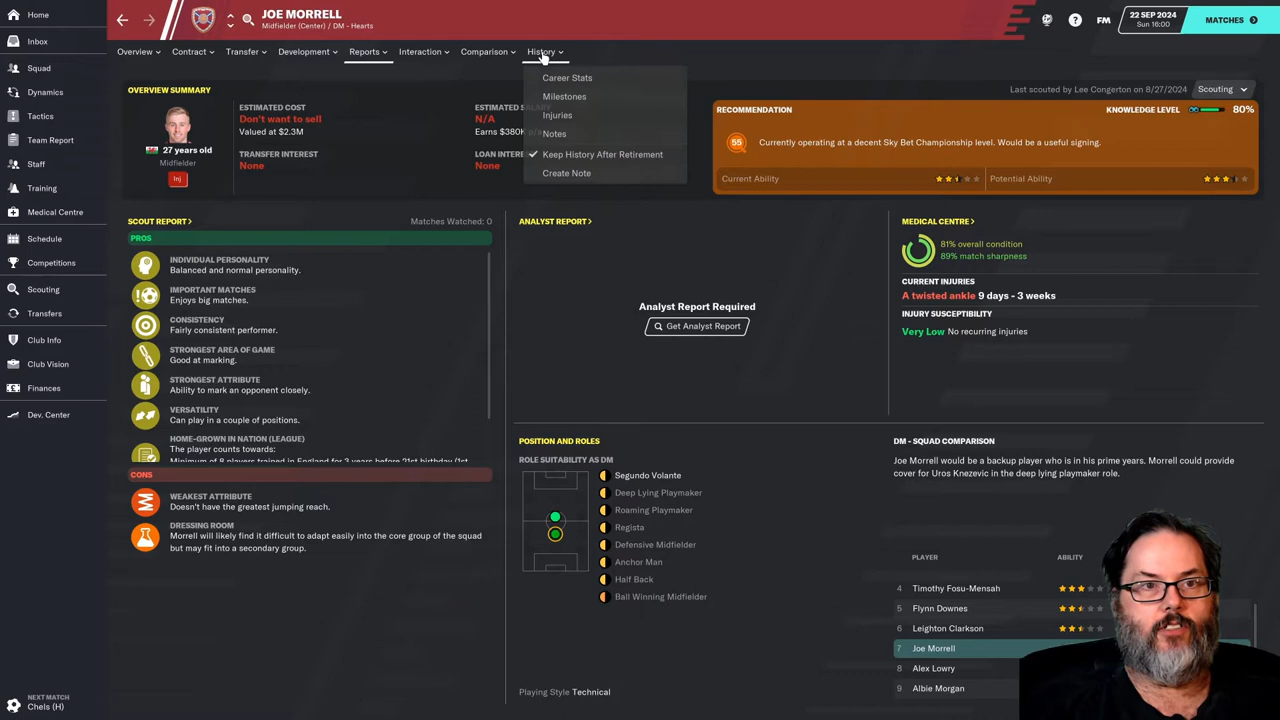 Home
Inbox
Squad
Dynamics
Tactics
Team Report
Staff
Training
Medical Centre
Schedule
Competitions
Scouting
Transfers
Club Info
Club Vision
Finances
Dev. Center
NEXT MATCH
Chels (H)
JOE MORRELL
Midfielder (Center) / DM - Hearts
?
FM
22 SEP 2024
Sun 16:00
MATCHES
Overview
Contract
Transfer
Development
Reports
Interaction
Comparison
History
Career Stats
Milestones
Injuries
Notes
Keep History After Retirement
Create Note
OVERVIEW SUMMARY
27 years old
Midfielder
Inj
ESTIMATED COST
Don't want to sell
Valued at $2.3M
TRANSFER INTEREST
None
ESTIMATED SA
N/A
Earns $380K p/a
LOAN INTERE
None
Last scouted by Lee Congerton on 8/27/2024
Scouting
RECOMMENDATION
KNOWLEDGE LEVEL
80%
55
Currently operating at a decent Sky Bet Championship level. Would be a useful signing.
Current Ability
Potential Ability
SCOUT REPORT
Matches Watched: 0
PROS
INDIVIDUAL PERSONALITY
Balanced and normal personality.
IMPORTANT MATCHES
Enjoys big matches.
CONSISTENCY
Fairly consistent performer.
STRONGEST AREA OF GAME
Good at marking.
STRONGEST ATTRIBUTE
Ability to mark an opponent closely.
VERSATILITY
Can play in a couple of positions.
HOME-GROWN IN NATION (LEAGUE)
The player counts towards:
Minimum of 8 players trained in England for 3 years before 21st birthday (1st
CONS
WEAKEST ATTRIBUTE
Doesn't have the greatest jumping reach.
DRESSING ROOM
Morrell will likely find it difficult to adapt easily into the core group of the squad
but may fit into a secondary group.
ANALYST REPORT
Analyst Report Required
Get Analyst Report
MEDICAL CENTRE
81% overall condition
89% match sharpness
CURRENT INJURIES
A twisted ankle 9 days - 3 weeks
INJURY SUSCEPTIBILITY
Very Low No recurring injuries
POSITION AND ROLES
ROLE SUITABILITY AS DM
Segundo Volante
Deep Lying Playmaker
Roaming Playmaker
Regista
Defensive Midfielder
Anchor Man
Half Back
Ball Winning Midfielder
Playing Style Technical
DM - SQUAD COMPARISON
Joe Morrell would be a backup player who is in his prime years. Morrell could provide
cover for Uros Knezevic in the deep lying playmaker role.
PLAYER
ABILITY
4 Timothy Fosu-Mensah
5 Flynn Downes
6 Leighton Clarkson
7 Joe Morrell
8 Alex Lowry
9 Albie Morgan